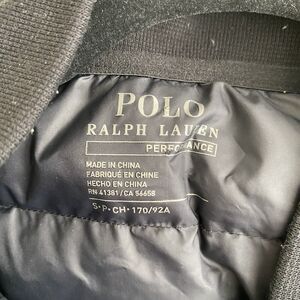 POLO
RALPH LAUREN
PERFORMANCE
MADE IN CHINA
FABRIQUÉ EN CHINE
HECHO EN CHINA
RN 41381 / CA 56658
S•P•CH•170/92A